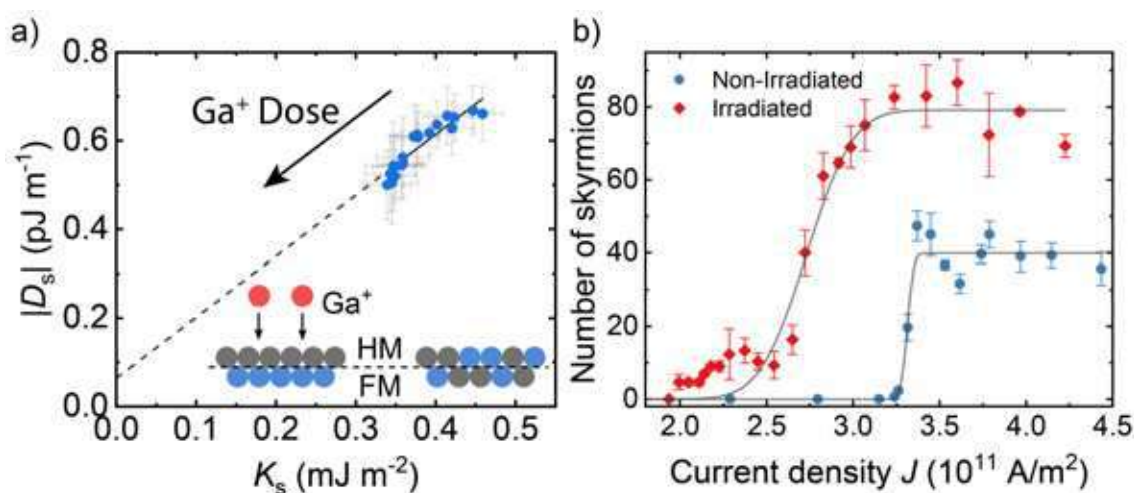 a)
0.8
0.6
0.4
0.2
0.0
|Dₛ| (pJ m⁻¹)
Ga⁺ Dose
Ga⁺
HM
FM
0.0 0.1 0.2 0.3 0.4 0.5
Kₛ (mJ m⁻²)
b)
80
60
40
20
0
Number of skyrmions
Non-Irradiated
Irradiated
2.0 2.5 3.0 3.5 4.0 4.5
Current density J (10¹¹ A/m²)